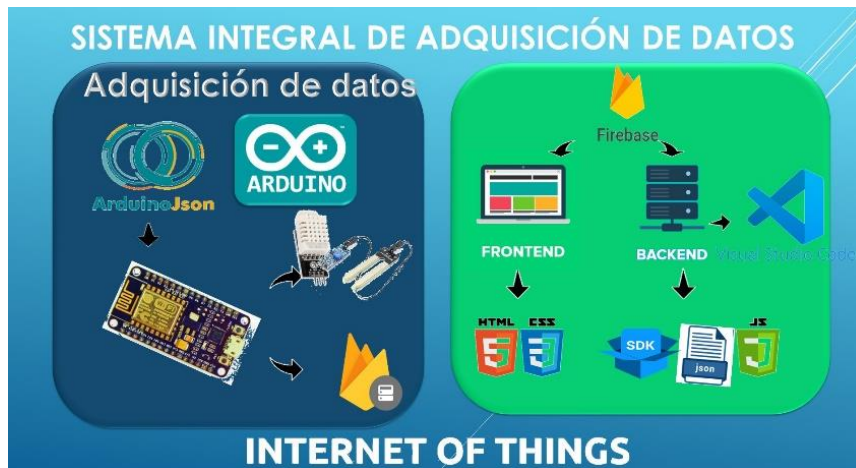 SISTEMA INTEGRAL DE ADQUISICIÓN DE DATOS
Adquisición de datos
ArduinoJson
ARDUINO
Firebase
FRONTEND
BACKEND
Visual Studio Code
HTML
CSS
SDK
json
JS
INTERNET OF THINGS